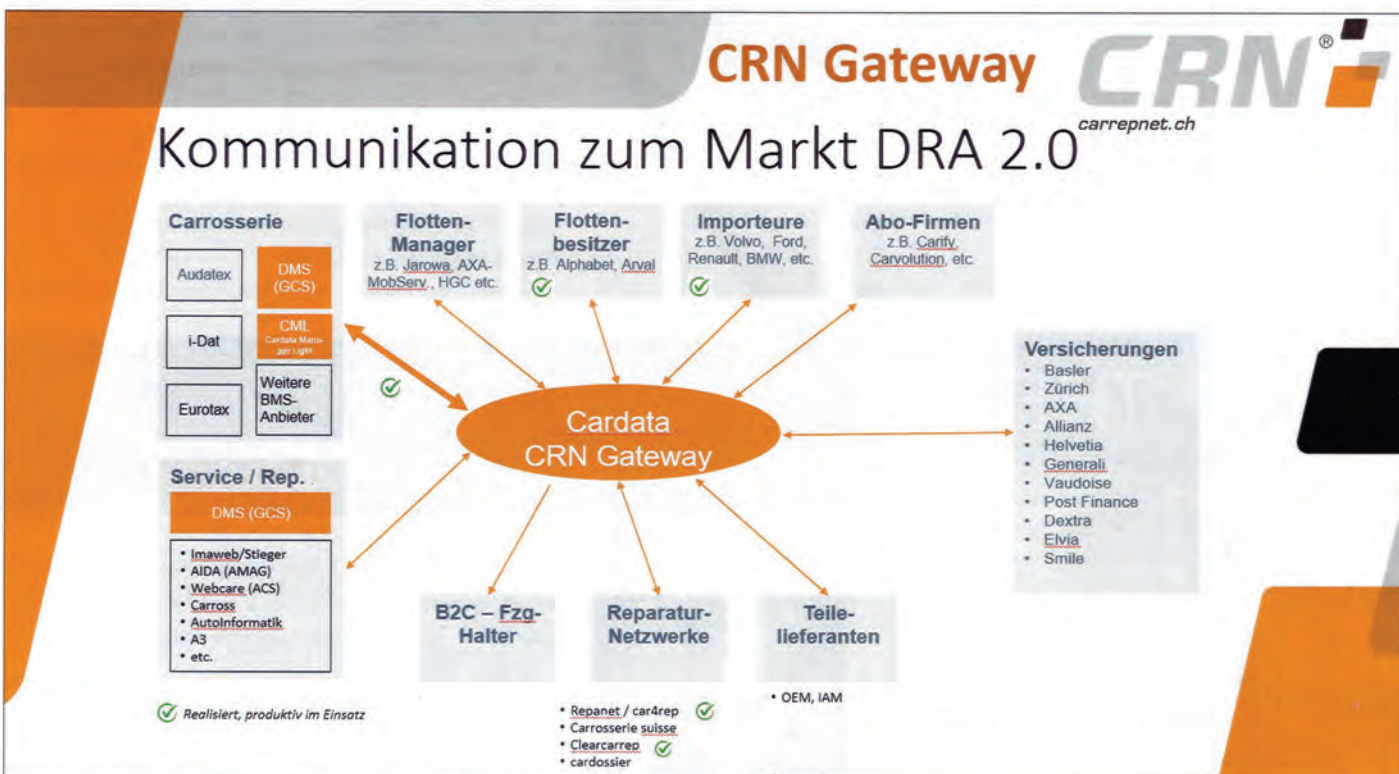 CRN Gateway
CRN®
carrepnet.ch
Kommunikation zum Markt DRA 2.0
Carrosserie
Audatex
DMS
(GCS)
i-Dat
CML
Cardata Mana-
ger Light
Eurotax
Weitere
BMS-
Anbieter
Flotten-
Manager
z.B. Jarowa, AXA-
MobServ., HGC etc.
Flotten-
besitzer
z.B. Alphabet, Arval
Importeure
z.B. Volvo, Ford,
Renault, BMW, etc.
Abo-Firmen
z.B. Carify,
Carvolution, etc.
Cardata
CRN Gateway
Versicherungen
• Basler
• Zürich
• AXA
• Allianz
• Helvetia
• Generali
• Vaudoise
• Post Finance
• Dextra
• Elvia
• Smile
Service / Rep.
DMS (GCS)
• Imaweb/Stieger
• AIDA (AMAG)
• Webcare (ACS)
• Carross
• AutoInformatik
• A3
• etc.
B2C – Fzg-
Halter
Reparatur-
Netzwerke
Teile-
lieferanten
• Repanet / car4rep
• Carrosserie suisse
• Clearcarrep
• cardossier
• OEM, IAM
Realisiert, produktiv im Einsatz